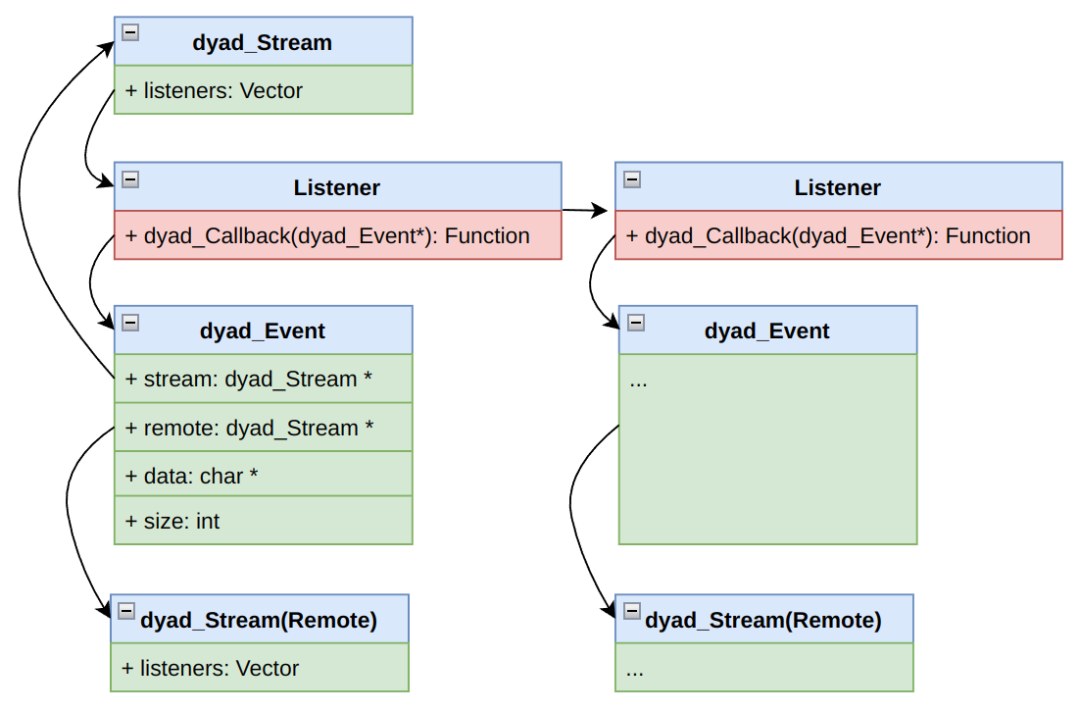 dyad_Stream
+ listeners: Vector
Listener
+ dyad_Callback(dyad_Event*): Function
Listener
+ dyad_Callback(dyad_Event*): Function
dyad_Event
+ stream: dyad_Stream *
+ remote: dyad_Stream *
+ data: char *
+ size: int
dyad_Event
...
dyad_Stream(Remote)
+ listeners: Vector
dyad_Stream(Remote)
...